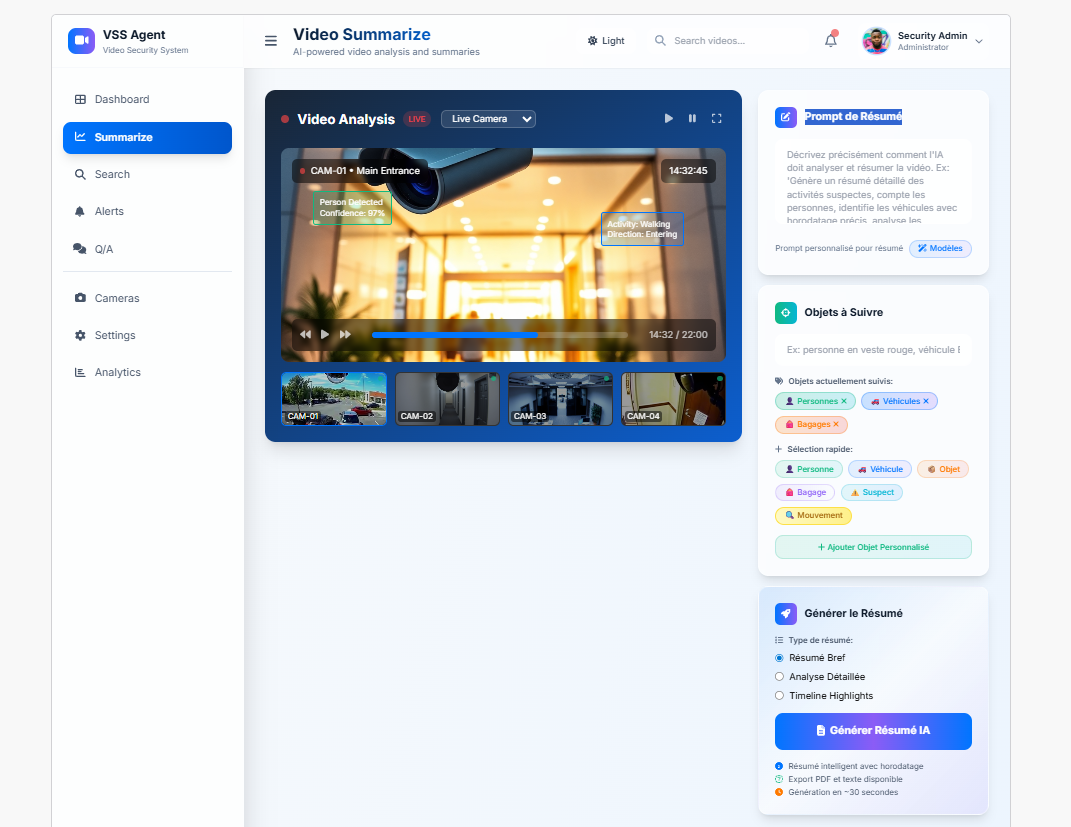 VSS Agent
Video Security System
Dashboard
Summarize
Search
Alerts
Q/A
Cameras
Settings
Analytics
Video Summarize
AI-powered video analysis and summaries
Light
Search videos...
Security Admin
Administrator
Video Analysis
LIVE
Live Camera
CAM-01 • Main Entrance
14:32:45
Person Detected
Confidence: 97%
Activity: Walking
Direction: Entering
14:32 / 22:00
CAM-01
CAM-02
CAM-03
CAM-04
Prompt de Résumé
Décrivez précisément comment l'IA
doit analyser et résumer la vidéo. Ex:
'Génère un résumé détaillé des
activités suspectes, compte les
personnes, identifie les véhicules avec
horodatage précis, analyse les
Prompt personnalisé pour résumé
Modèles
Objets à Suivre
Ex: personne en veste rouge, véhicule
Objets actuellement suivis:
Personnes ×
Véhicules ×
Bagages ×
Sélection rapide:
Personne
Véhicule
Objet
Bagage
Suspect
Mouvement
+ Ajouter Objet Personnalisé
Générer le Résumé
Type de résumé:
Résumé Bref
Analyse Détaillée
Timeline Highlights
Générer Résumé IA
Résumé intelligent avec horodatage
Export PDF et texte disponible
Génération en ~30 secondes